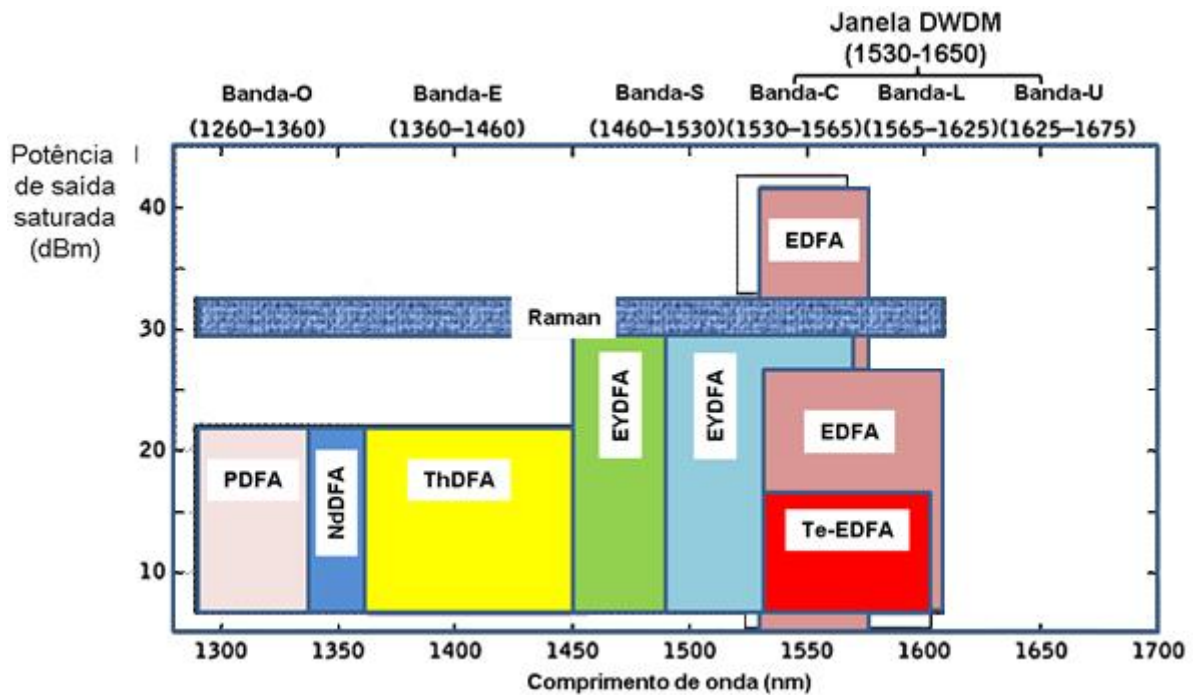 Janela DWDM
(1530-1650)
Banda-O Banda-E Banda-S Banda-C Banda-L Banda-U
(1260–1360) (1360–1460) (1460–1530) (1530–1565) (1565–1625) (1625–1675)
Potência
de saída
saturada
(dBm)
40
30
20
10
EDFA
Raman
EYDFA
EYDFA
EDFA
PDFA
NdDFA
ThDFA
Te-EDFA
1300 1350 1400 1450 1500 1550 1600 1650 1700
Comprimento de onda (nm)